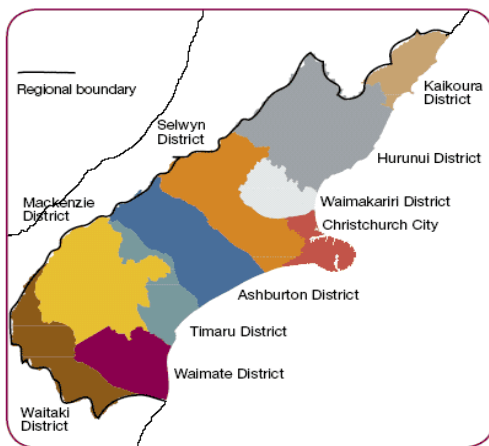 Regional boundary
Kaikoura
District
Selwyn
District
Hurunui District
Mackenzie
District
Waimakariri District
Christchurch City
Ashburton District
Timaru District
Waimate District
Waitaki
District